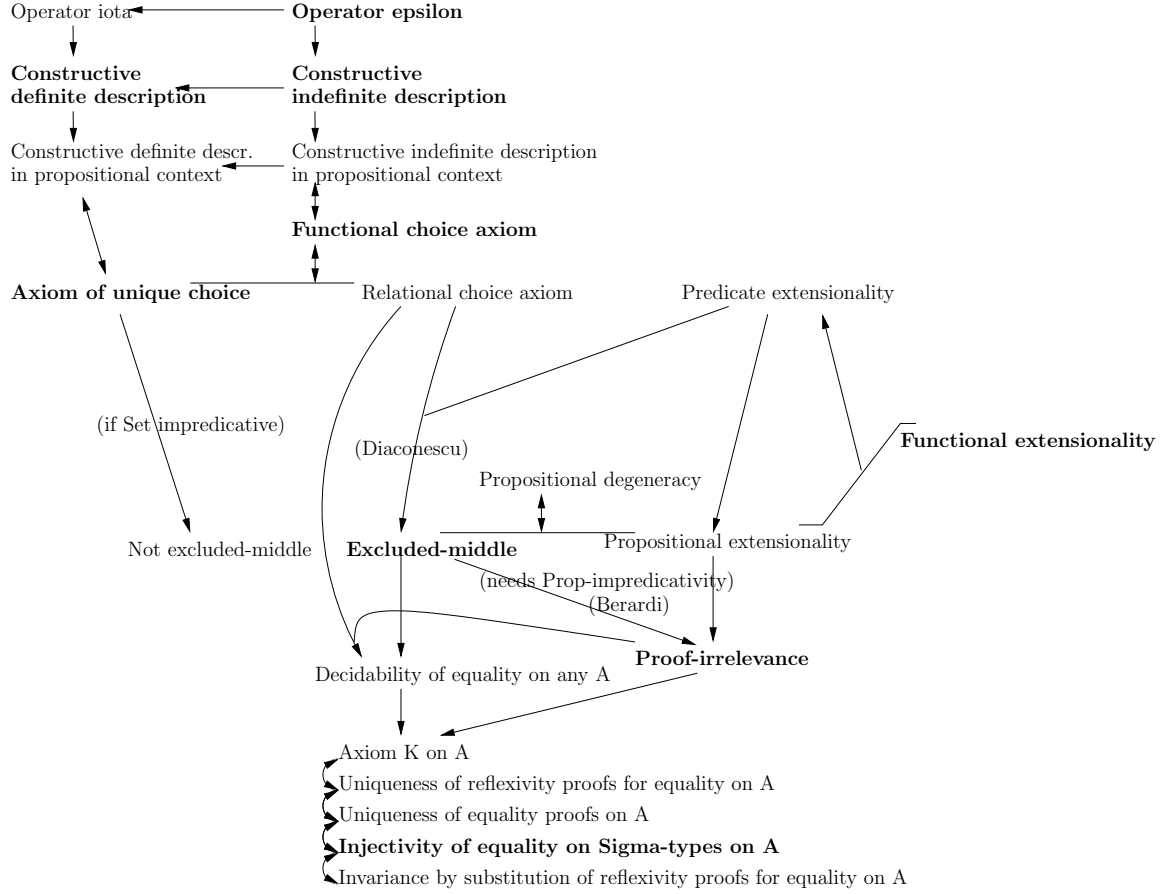 Operator iota
Operator epsilon
Constructive
definite description
Constructive
indefinite description
Constructive definite descr.
in propositional context
Constructive indefinite description
in propositional context
Functional choice axiom
Axiom of unique choice
Relational choice axiom
Predicate extensionality
(if Set impredicative)
(Diaconescu)
Functional extensionality
Propositional degeneracy
Not excluded-middle
Excluded-middle
Propositional extensionality
(needs Prop-impredicativity)
(Berardi)
Proof-irrelevance
Decidability of equality on any A
Axiom K on A
Uniqueness of reflexivity proofs for equality on A
Uniqueness of equality proofs on A
Injectivity of equality on Sigma-types on A
Invariance by substitution of reflexivity proofs for equality on A